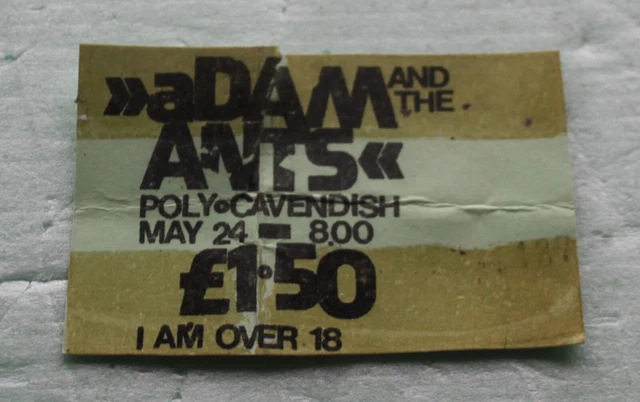 »aDAM AND THE
ANTS«
POLY•CAVENDISH
MAY 24 — 8.00
£1•50
I AM OVER 18